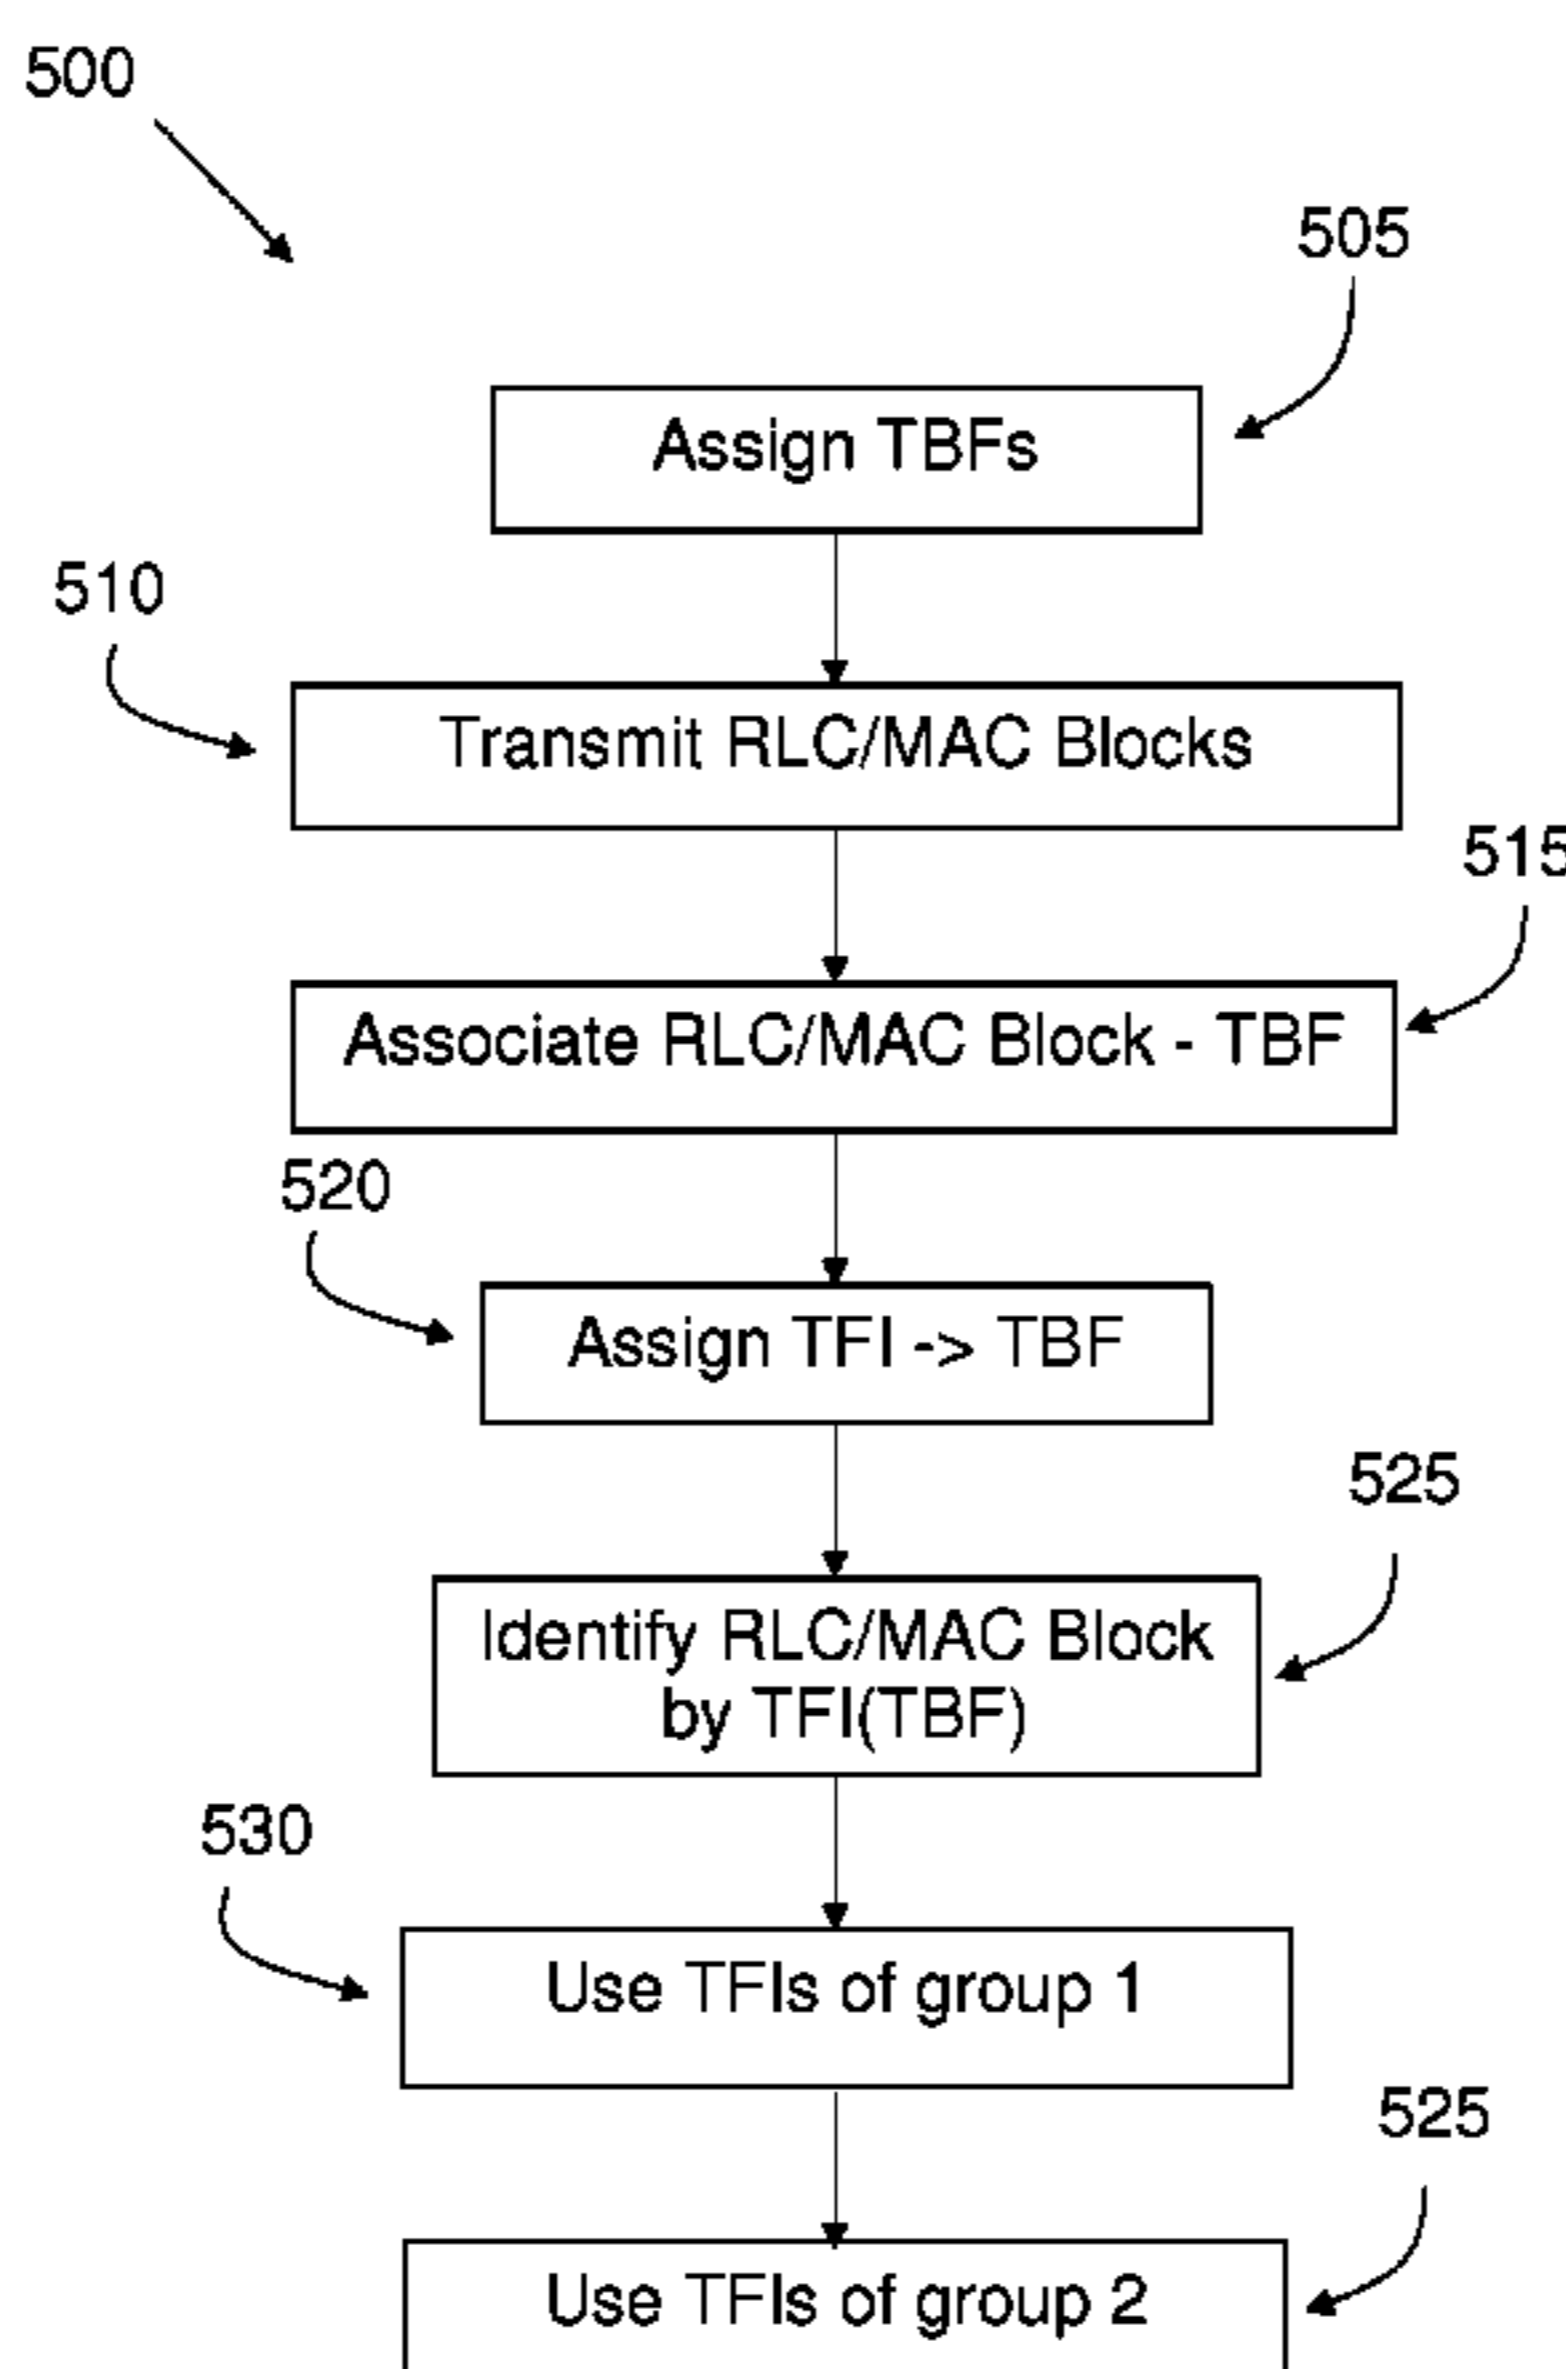 500
505
Assign TBFs
510
Transmit RLC/MAC Blocks
515
Associate RLC/MAC Block - TBF
520
Assign TFI -> TBF
525
Identify RLC/MAC Block
by TFI(TBF)
530
Use TFIs of group 1
525
Use TFIs of group 2